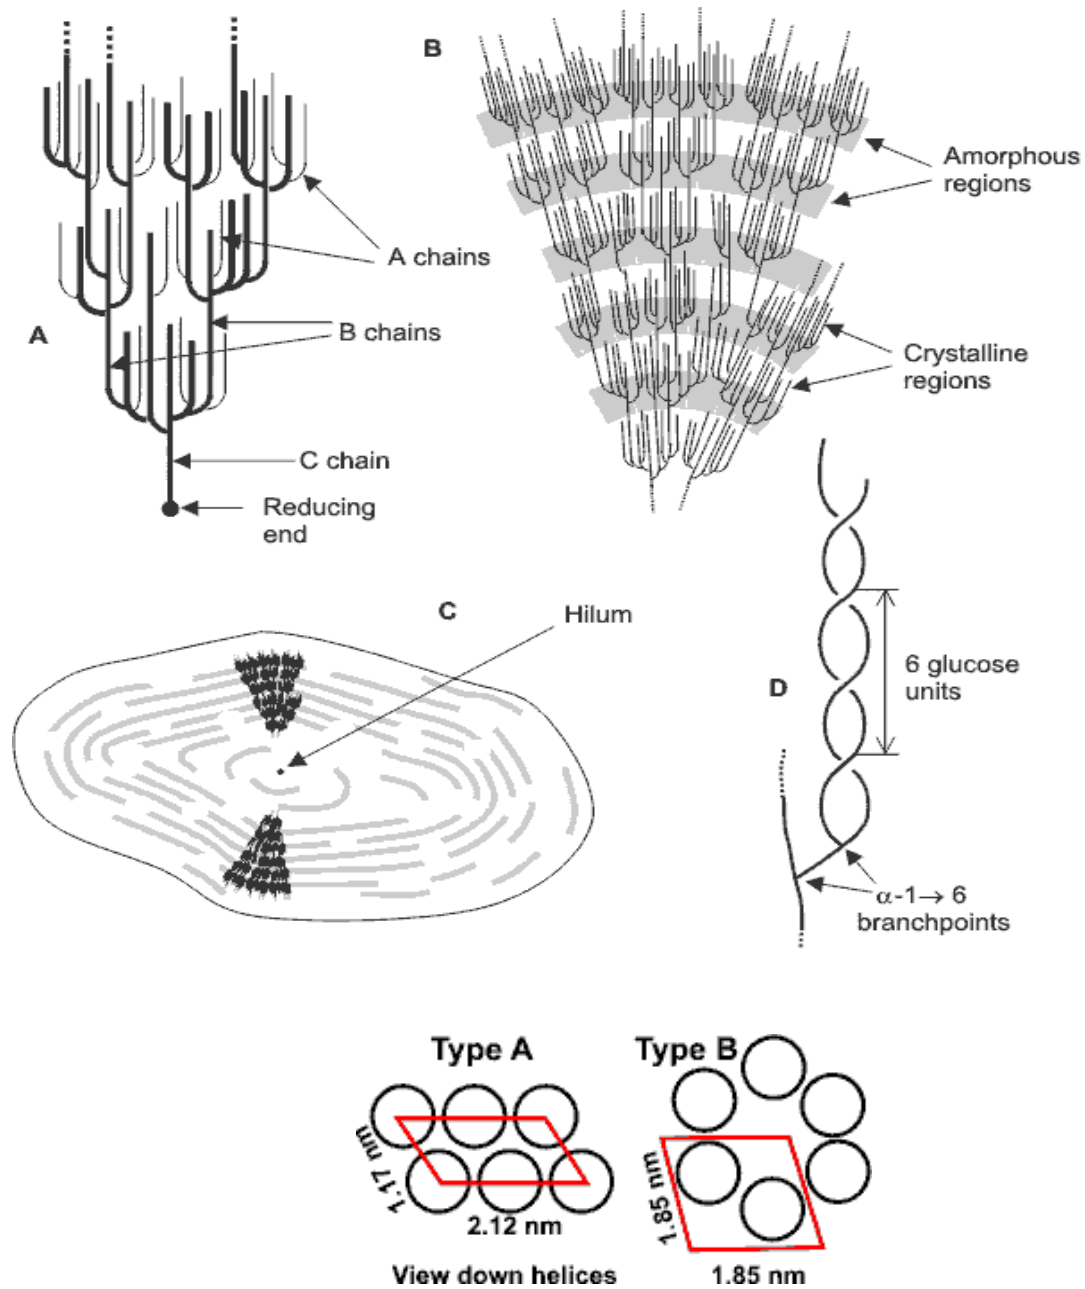 B
Amorphous
regions
A chains
A
B chains
Crystalline
regions
C chain
Reducing
end
C
Hilum
6 glucose
units
D
α-1→ 6
branchpoints
Type A
Type B
1.17 nm
1.85 nm
2.12 nm
View down helices
1.85 nm